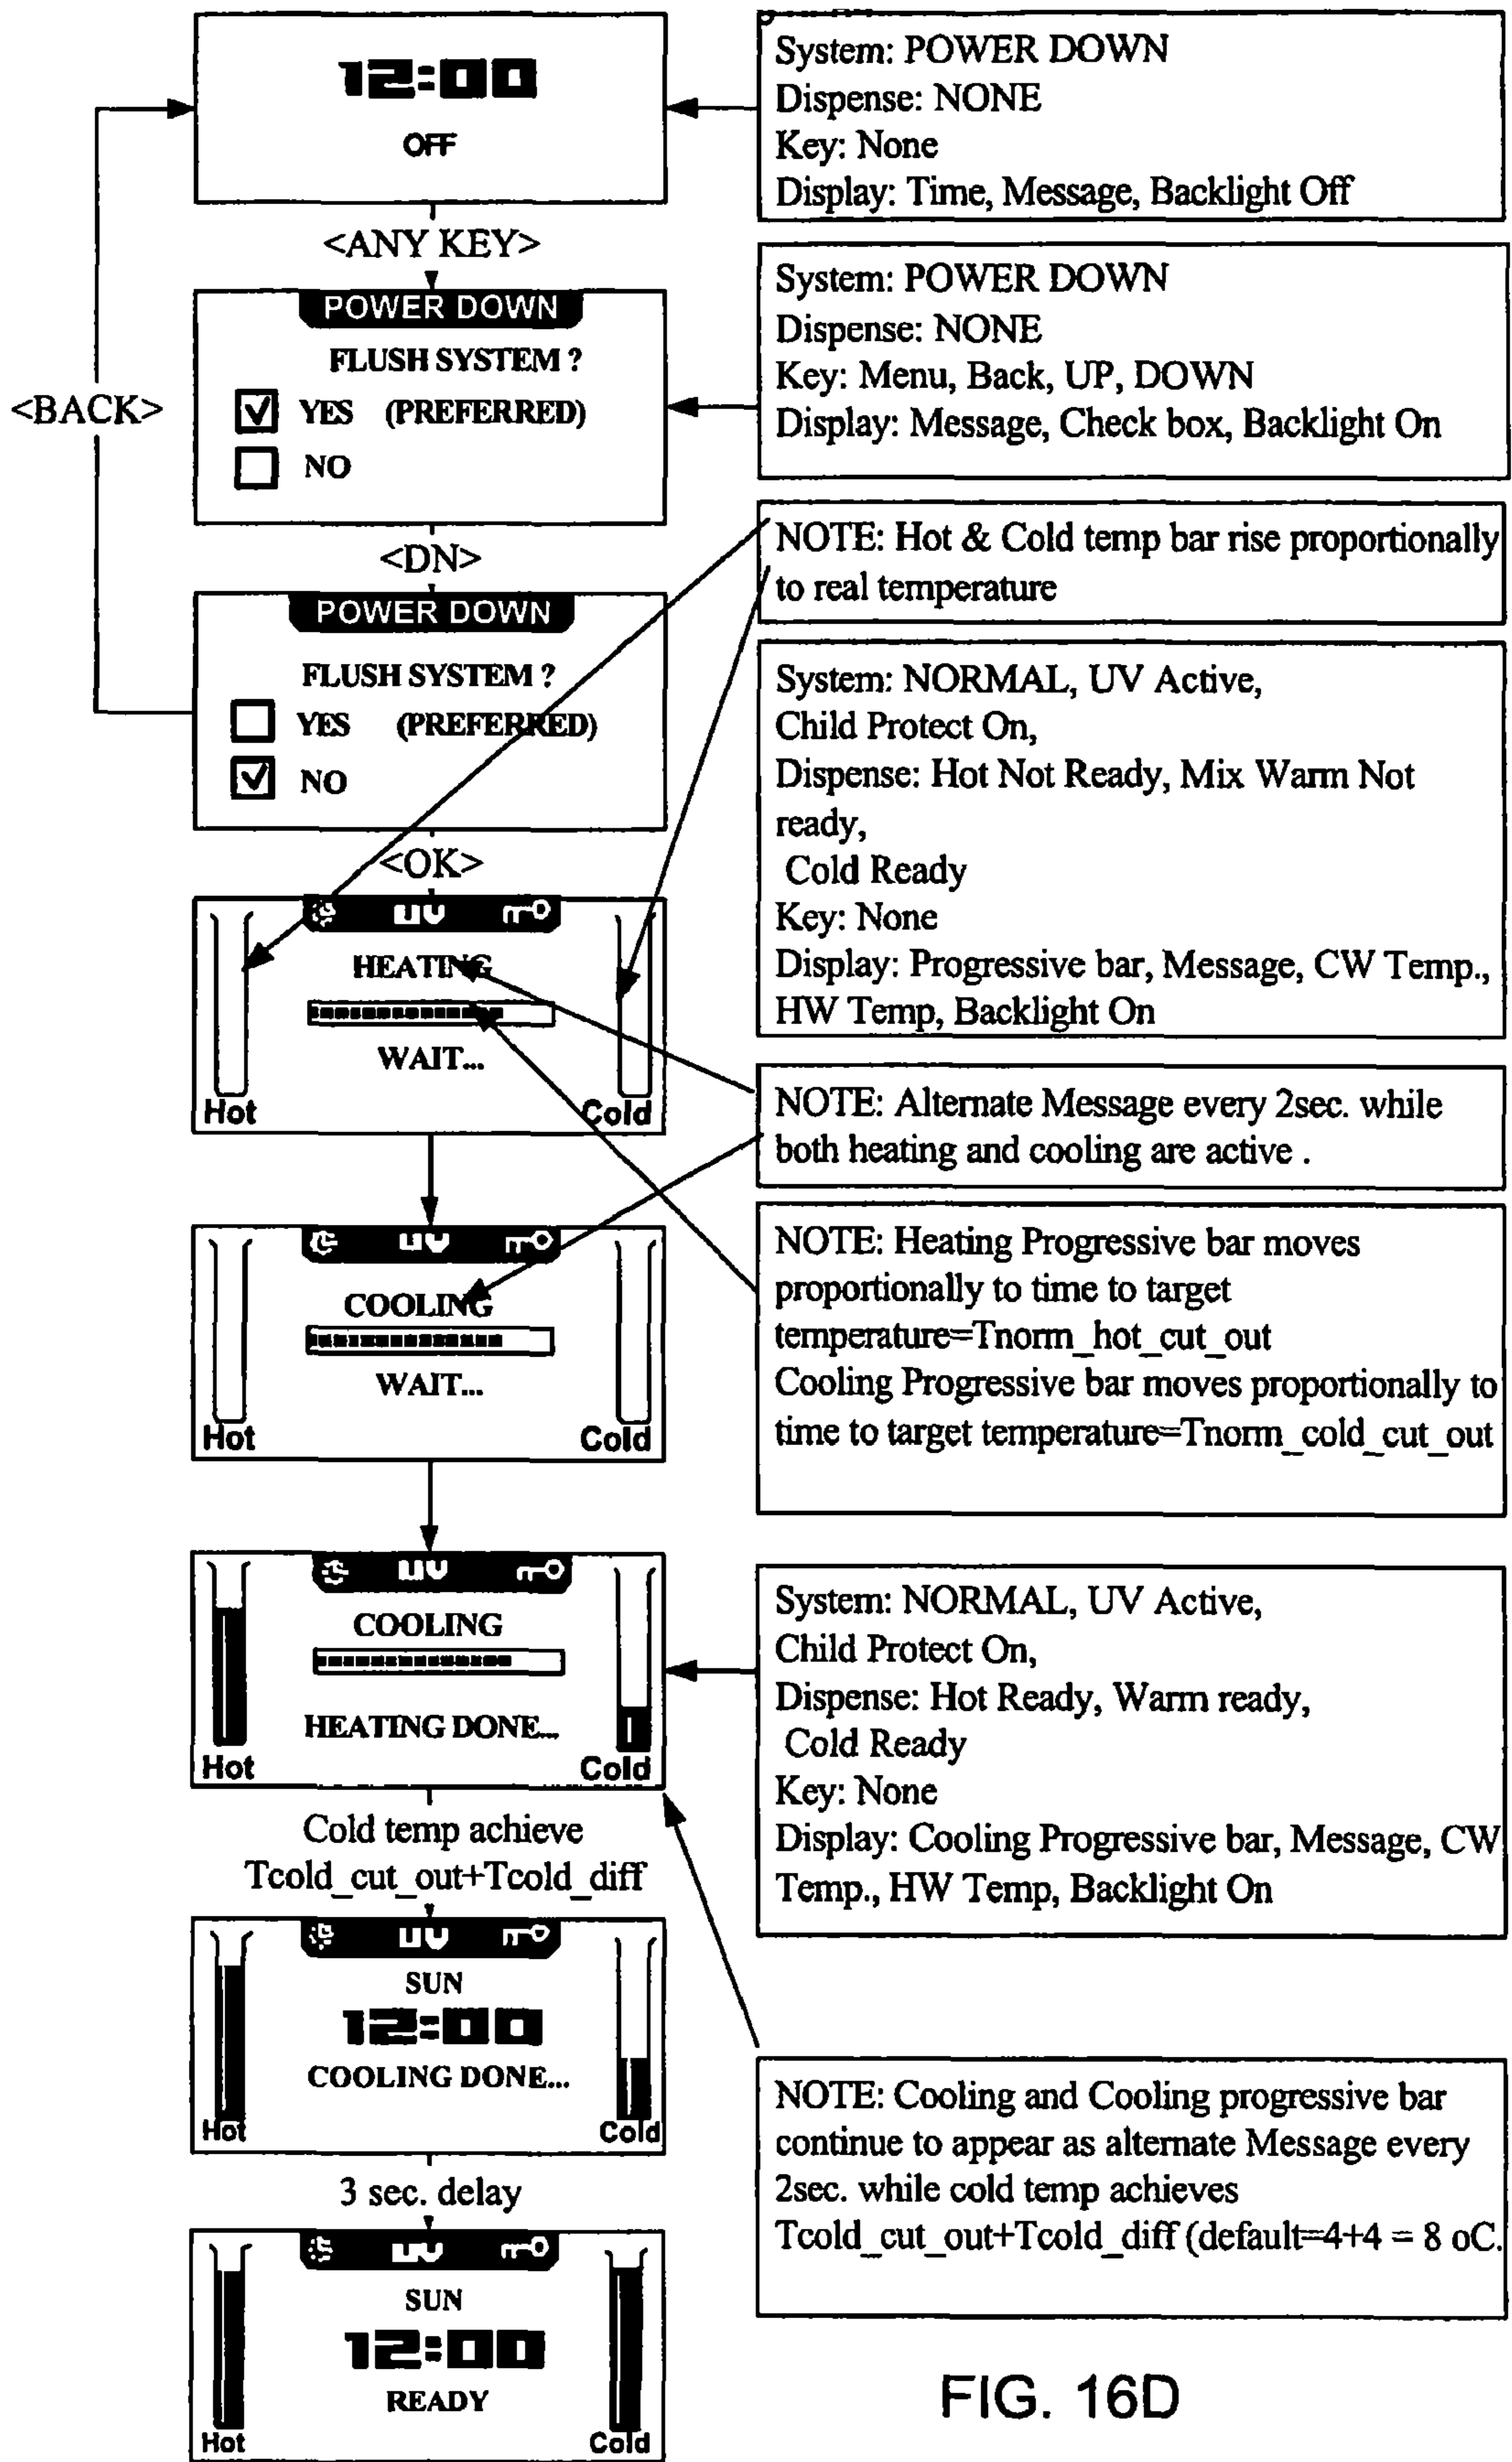 12:00
OFF
System: POWER DOWN
Dispense: NONE
Key: None
Display: Time, Message, Backlight Off
<ANY KEY>
POWER DOWN
FLUSH SYSTEM ?
YES (PREFERRED)
NO
System: POWER DOWN
Dispense: NONE
Key: Menu, Back, UP, DOWN
Display: Message, Check box, Backlight On
<BACK>
<DN>
NOTE: Hot & Cold temp bar rise proportionally
to real temperature
POWER DOWN
FLUSH SYSTEM ?
YES (PREFERRED)
NO
System: NORMAL, UV Active,
Child Protect On,
Dispense: Hot Not Ready, Mix Warm Not
ready,
Cold Ready
Key: None
Display: Progressive bar, Message, CW Temp.,
HW Temp, Backlight On
<OK>
UV
HEATING
WAIT...
Hot
Cold
NOTE: Alternate Message every 2sec. while
both heating and cooling are active .
UV
COOLING
WAIT...
Hot
Cold
NOTE: Heating Progressive bar moves
proportionally to time to target
temperature=Tnorm_hot_cut_out
Cooling Progressive bar moves proportionally to
time to target temperature=Tnorm_cold_cut_out
UV
COOLING
HEATING DONE...
Hot
Cold
System: NORMAL, UV Active,
Child Protect On,
Dispense: Hot Ready, Warm ready,
Cold Ready
Key: None
Display: Cooling Progressive bar, Message, CW
Temp., HW Temp, Backlight On
Cold temp achieve
Tcold_cut_out+Tcold_diff
UV
SUN
12:00
COOLING DONE...
Hot
Cold
NOTE: Cooling and Cooling progressive bar
continue to appear as alternate Message every
2sec. while cold temp achieves
Tcold_cut_out+Tcold_diff (default=4+4 = 8 oC.
3 sec. delay
UV
SUN
12:00
READY
Hot
Cold
FIG. 16D